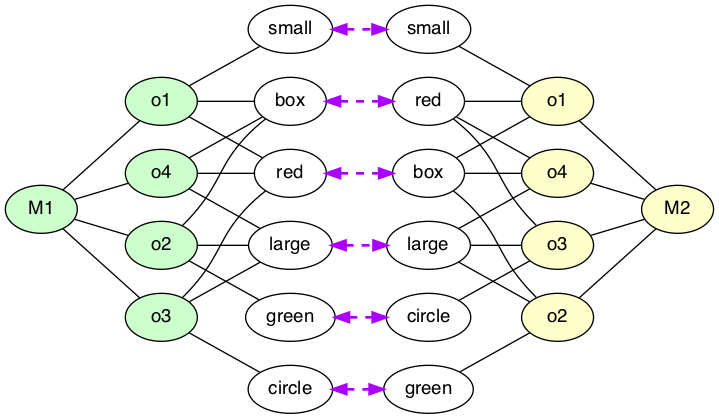 small small
o1 box red o1
o4 red box o4
M1 M2
o2 large large o3
green circle
o3 o2
circle green